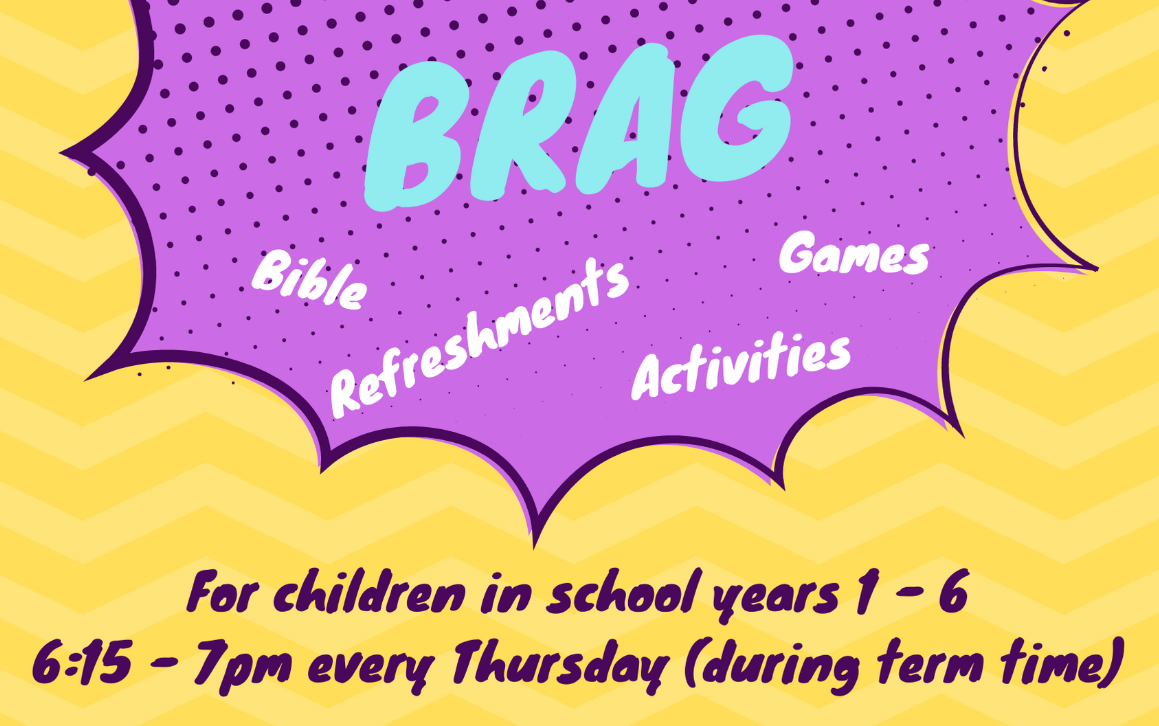 BRAG
Bible
Refreshments
Games
Activities
For children in school years 1 - 6
6:15 - 7pm every Thursday (during term time)